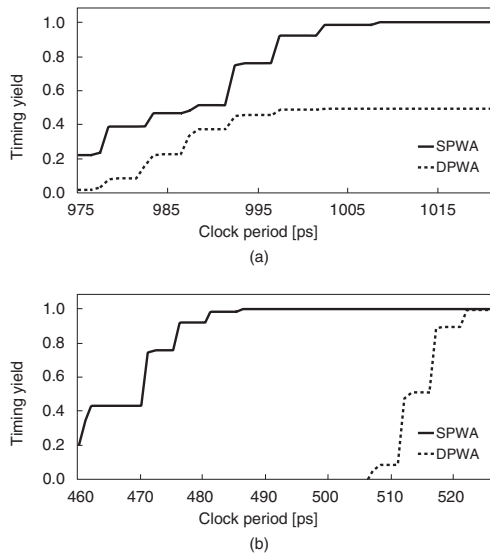 1.0
0.8
0.6
0.4
0.2
0.0
Timing yield
SPWA
DPWA
975 985 995 1005 1015
Clock period [ps]
(a)
1.0
0.8
0.6
0.4
0.2
0.0
Timing yield
SPWA
DPWA
460 470 480 490 500 510 520
Clock period [ps]
(b)